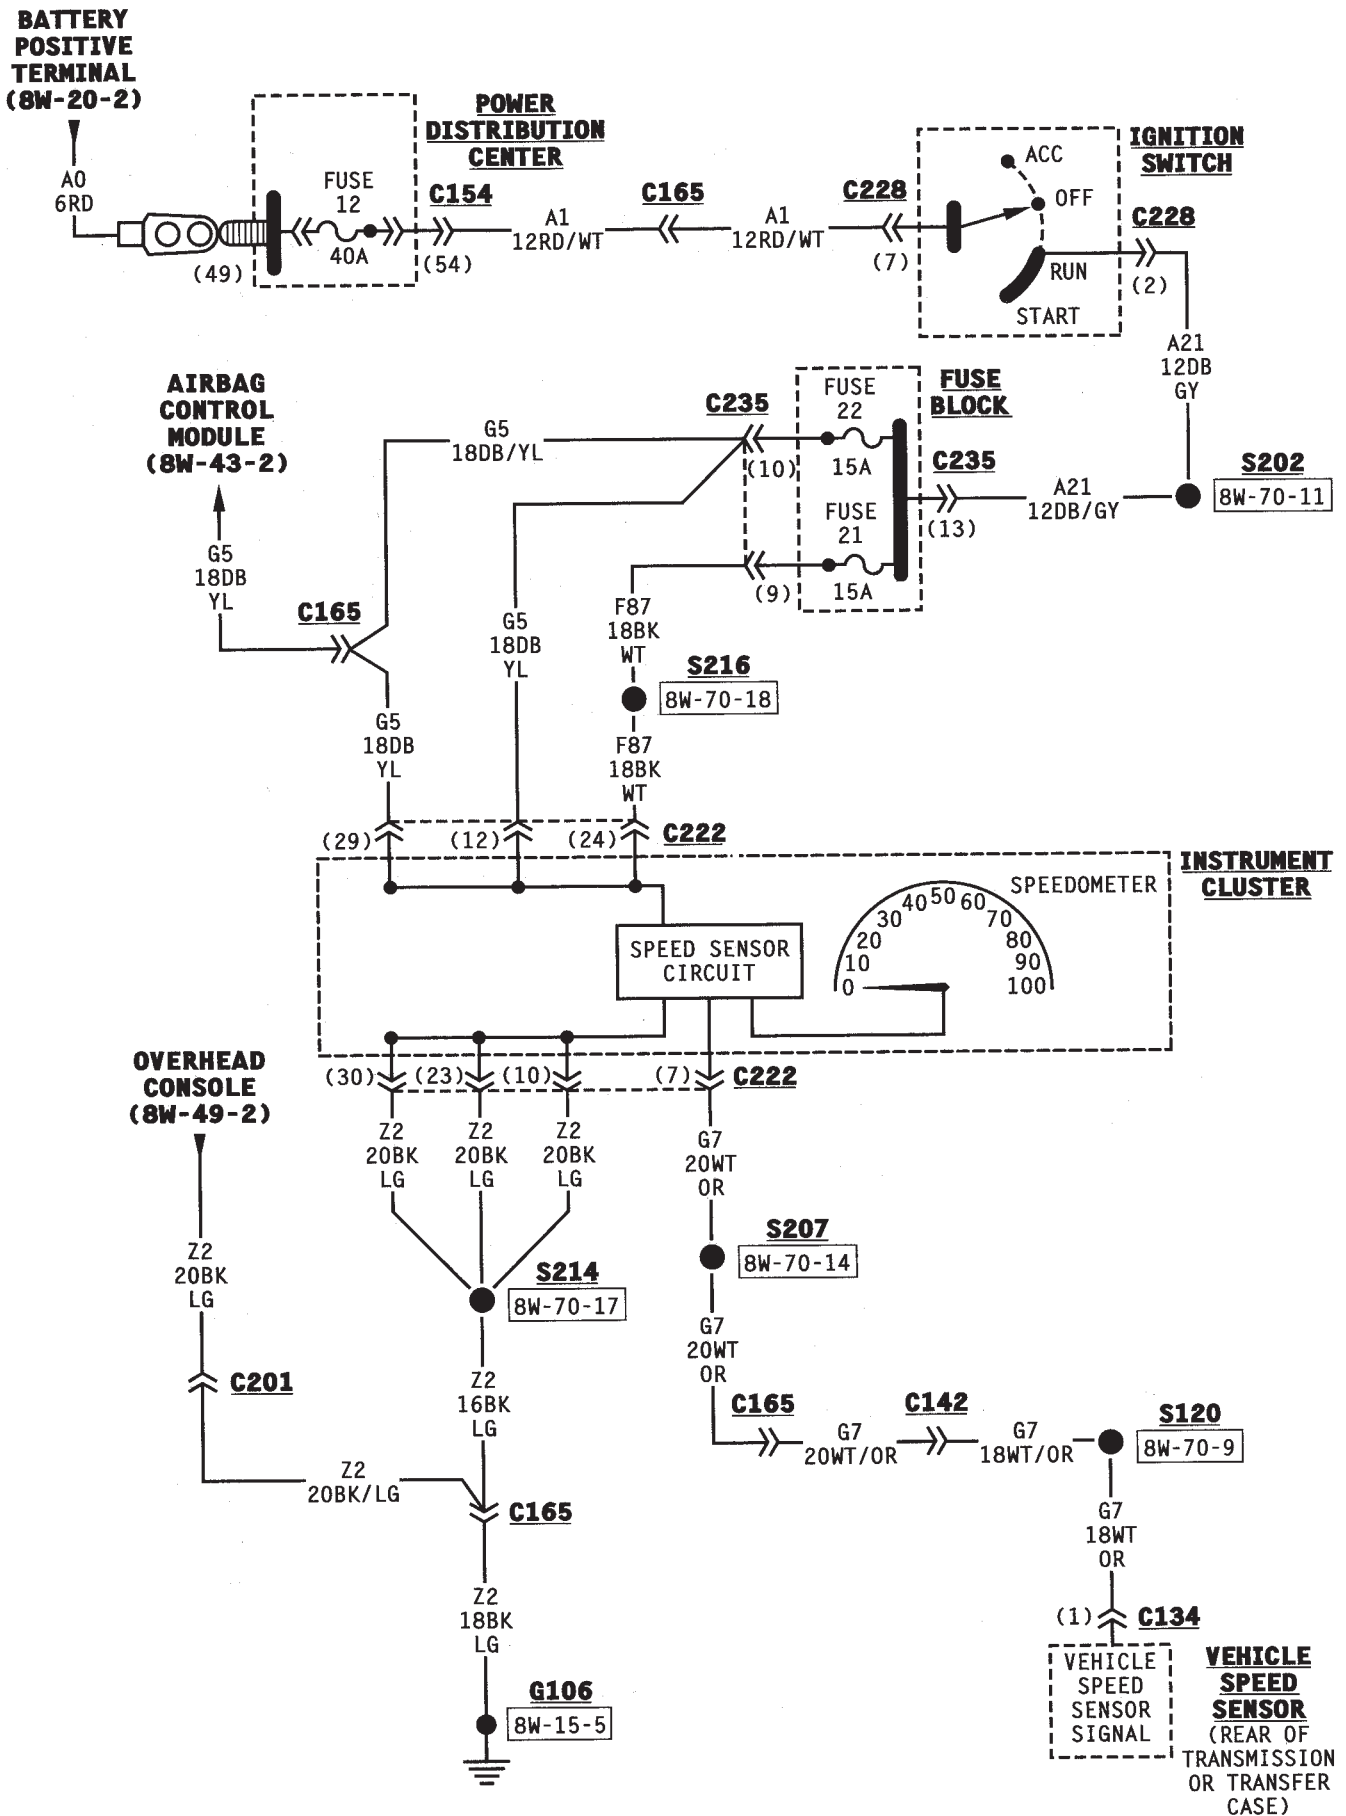 BATTERY
POSITIVE
TERMINAL
(8W-20-2)
A0
6RD
(49)
FUSE
12
40A
POWER
DISTRIBUTION
CENTER
C154
(54)
A1
12RD/WT
C165
A1
12RD/WT
C228
(7)
IGNITION
SWITCH
ACC
OFF
RUN
START
C228
(2)
A21
12DB
GY
S202
8W-70-11
A21
12DB/GY
C235
(13)
FUSE
BLOCK
FUSE
22
15A
FUSE
21
15A
C235
(10)
(9)
G5
18DB/YL
AIRBAG
CONTROL
MODULE
(8W-43-2)
G5
18DB
YL
C165
G5
18DB
YL
G5
18DB
YL
F87
18BK
WT
S216
8W-70-18
F87
18BK
WT
(29)
(12)
(24)
C222
INSTRUMENT
CLUSTER
SPEEDOMETER
0
10
20
30
40
50
60
70
80
90
100
SPEED SENSOR
CIRCUIT
(30)
(23)
(10)
(7)
C222
OVERHEAD
CONSOLE
(8W-49-2)
Z2
20BK
LG
Z2
20BK
LG
Z2
20BK
LG
G7
20WT
OR
S207
8W-70-14
Z2
20BK
LG
S214
8W-70-17
G7
20WT
OR
C201
Z2
16BK
LG
C165
G7
20WT/OR
C142
G7
18WT/OR
S120
8W-70-9
Z2
20BK/LG
C165
G7
18WT
OR
Z2
18BK
LG
(1)
C134
G106
8W-15-5
VEHICLE
SPEED
SENSOR
SIGNAL
VEHICLE
SPEED
SENSOR
(REAR OF
TRANSMISSION
OR TRANSFER
CASE)